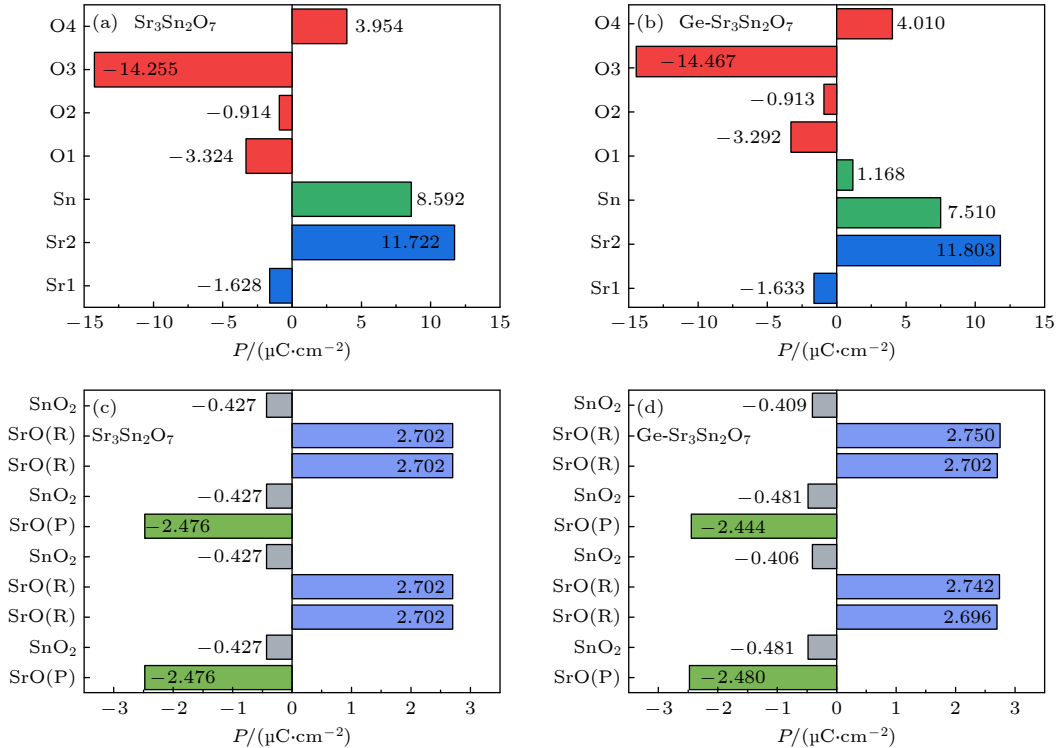 (a) Sr₃Sn₂O₇
O4
3.954
O3
−14.255
O2
−0.914
O1
−3.324
Sn
8.592
Sr2
11.722
Sr1
−1.628
−15 −10 −5 0 5 10 15
P/(μC·cm⁻²)
(b) Ge-Sr₃Sn₂O₇
O4
4.010
O3
−14.467
O2
−0.913
−3.292
O1
1.168
Sn
7.510
Sr2
11.803
Sr1
−1.633
−15 −10 −5 0 5 10 15
P/(μC·cm⁻²)
SnO₂ (c)
−0.427
Sr₃Sn₂O₇
SrO(R)
2.702
SrO(R)
2.702
SnO₂
−0.427
SrO(P)
−2.476
SnO₂
−0.427
SrO(R)
2.702
SrO(R)
2.702
SnO₂
−0.427
SrO(P)
−2.476
−3 −2 −1 0 1 2 3
P/(μC·cm⁻²)
SnO₂ (d)
−0.409
Ge-Sr₃Sn₂O₇
SrO(R)
2.750
SrO(R)
2.702
SnO₂
−0.481
SrO(P)
−2.444
SnO₂
−0.406
SrO(R)
2.742
SrO(R)
2.696
SnO₂
−0.481
SrO(P)
−2.480
−3 −2 −1 0 1 2 3
P/(μC·cm⁻²)